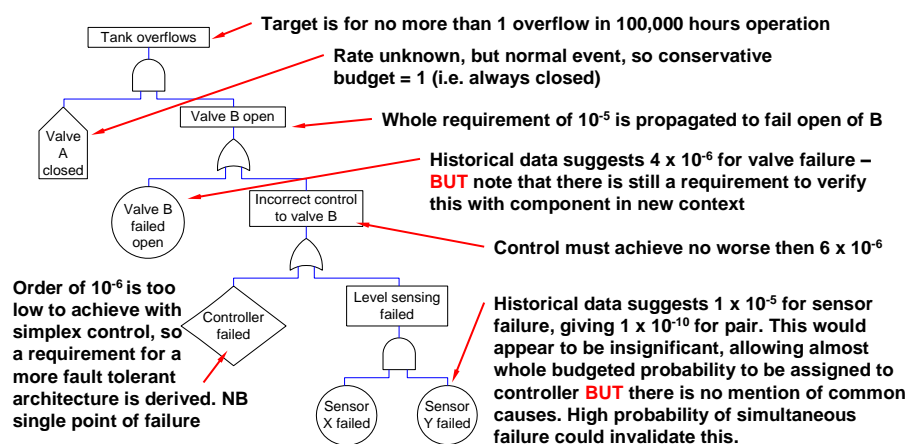 Target is for no more than 1 overflow in 100,000 hours operation
Tank overflows
Rate unknown, but normal event, so conservative
budget = 1 (i.e. always closed)
Valve B open
Whole requirement of 10⁻⁵ is propagated to fail open of B
Valve
A
closed
Historical data suggests 4 x 10⁻⁶ for valve failure –
BUT note that there is still a requirement to verify
this with component in new context
Valve B
failed
open
Incorrect control
to valve B
Control must achieve no worse then 6 x 10⁻⁶
Order of 10⁻⁶ is too
low to achieve with
simplex control, so
a requirement for a
more fault tolerant
architecture is derived. NB
single point of failure
Controller
failed
Level sensing
failed
Historical data suggests 1 x 10⁻⁵ for sensor
failure, giving 1 x 10⁻¹⁰ for pair. This would
appear to be insignificant, allowing almost
whole budgeted probability to be assigned to
controller BUT there is no mention of common
causes. High probability of simultaneous
failure could invalidate this.
Sensor
X failed
Sensor
Y failed